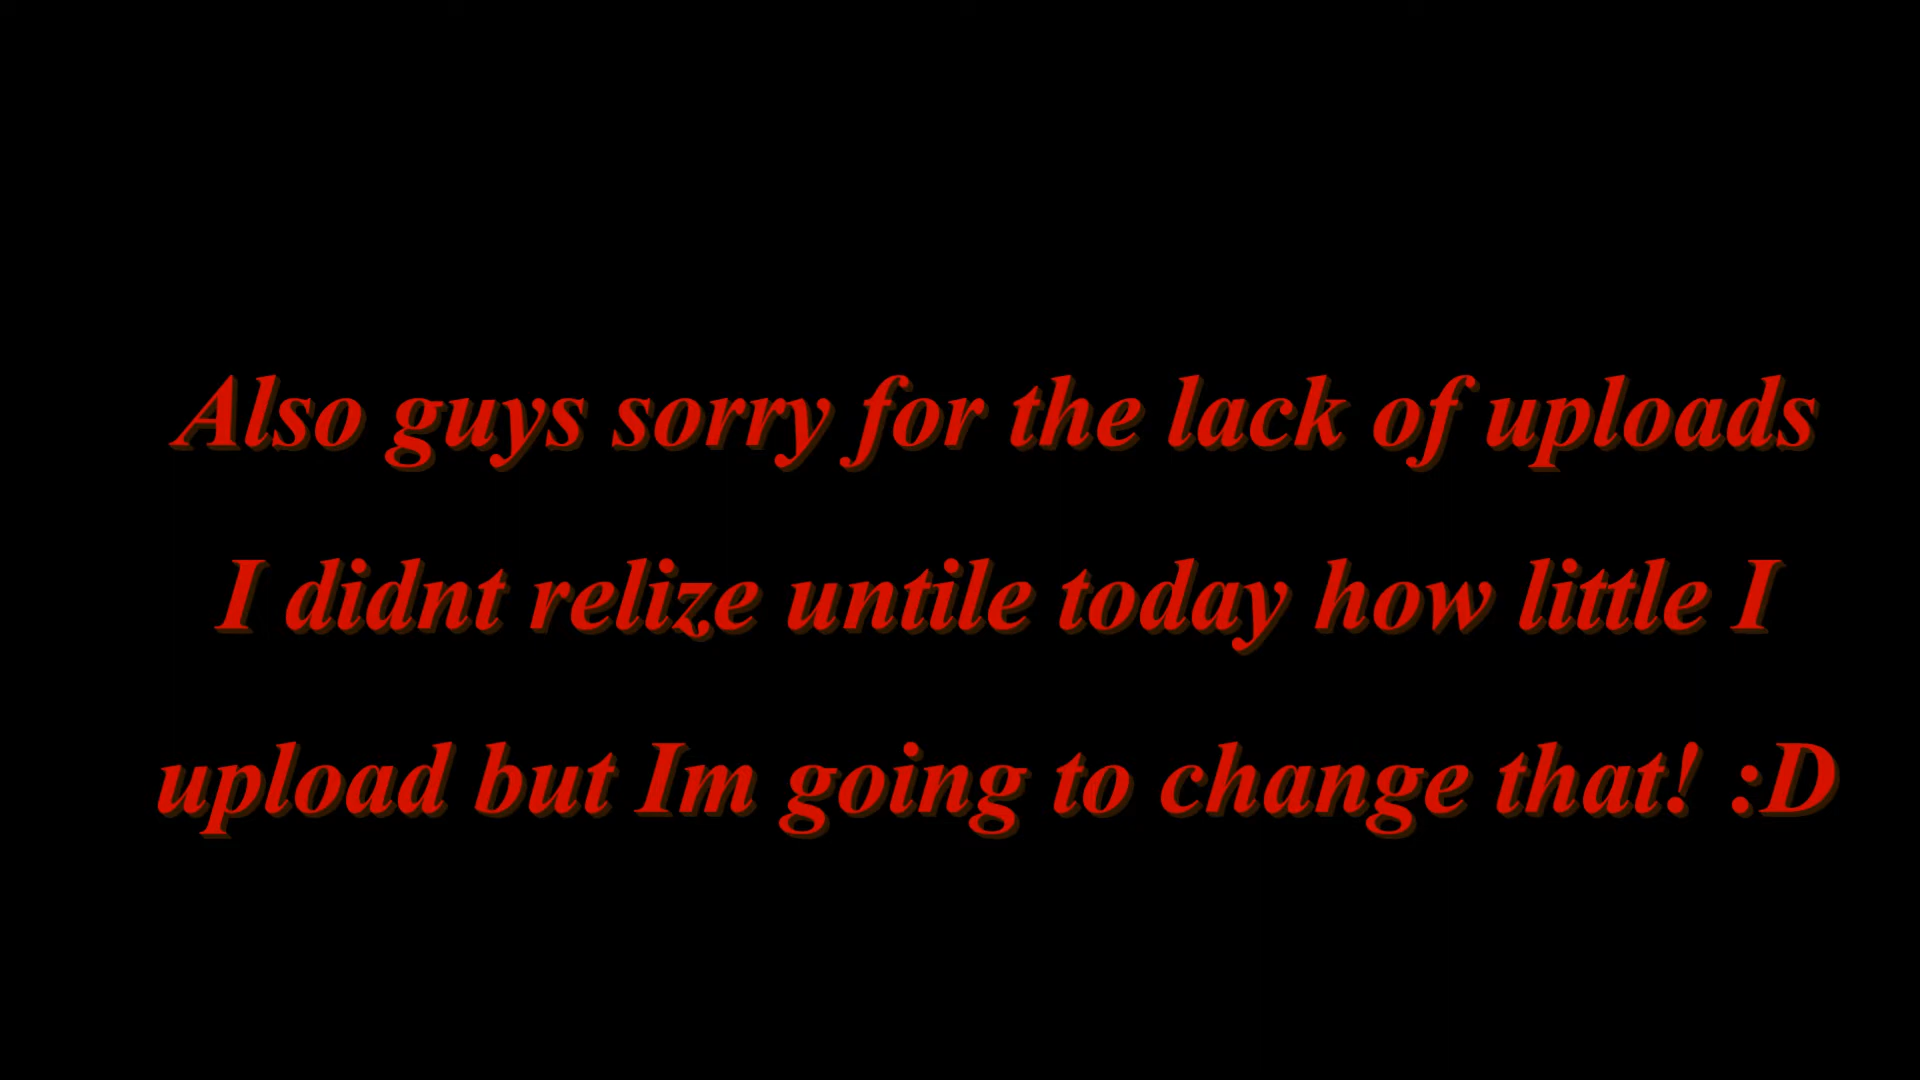 Also guys sorry for the lack of uploads
I didnt relize untile today how little I
upload but Im going to change that! :D